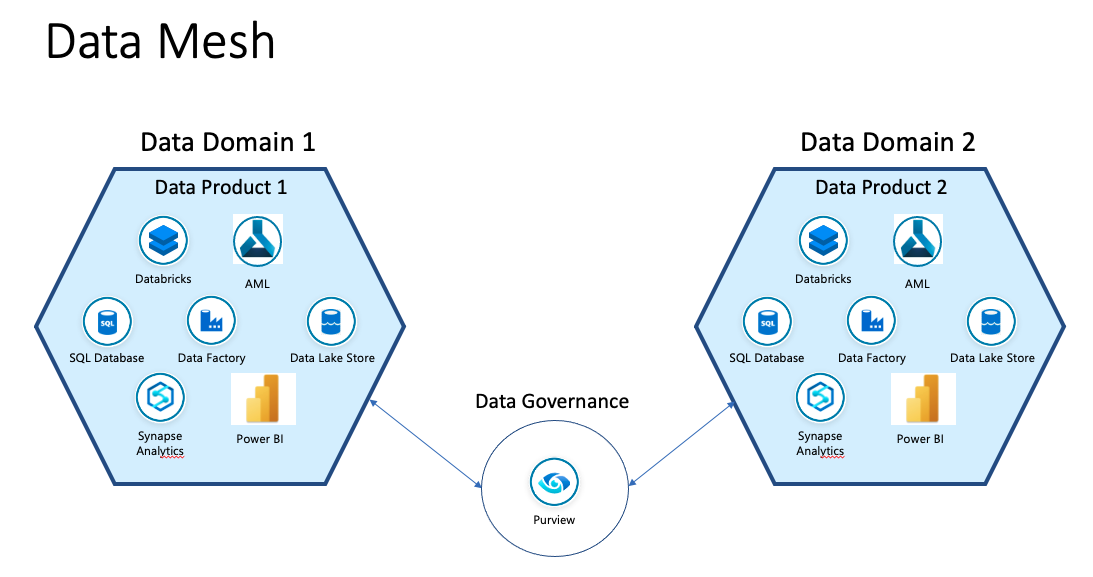 Data Mesh
Data Domain 1
Data Product 1
Databricks
AML
SQL
SQL Database
Data Factory
Data Lake Store
Synapse
Analytics
Power BI
Data Governance
Purview
Data Domain 2
Data Product 2
Databricks
AML
SQL
SQL Database
Data Factory
Data Lake Store
Synapse
Analytics
Power BI